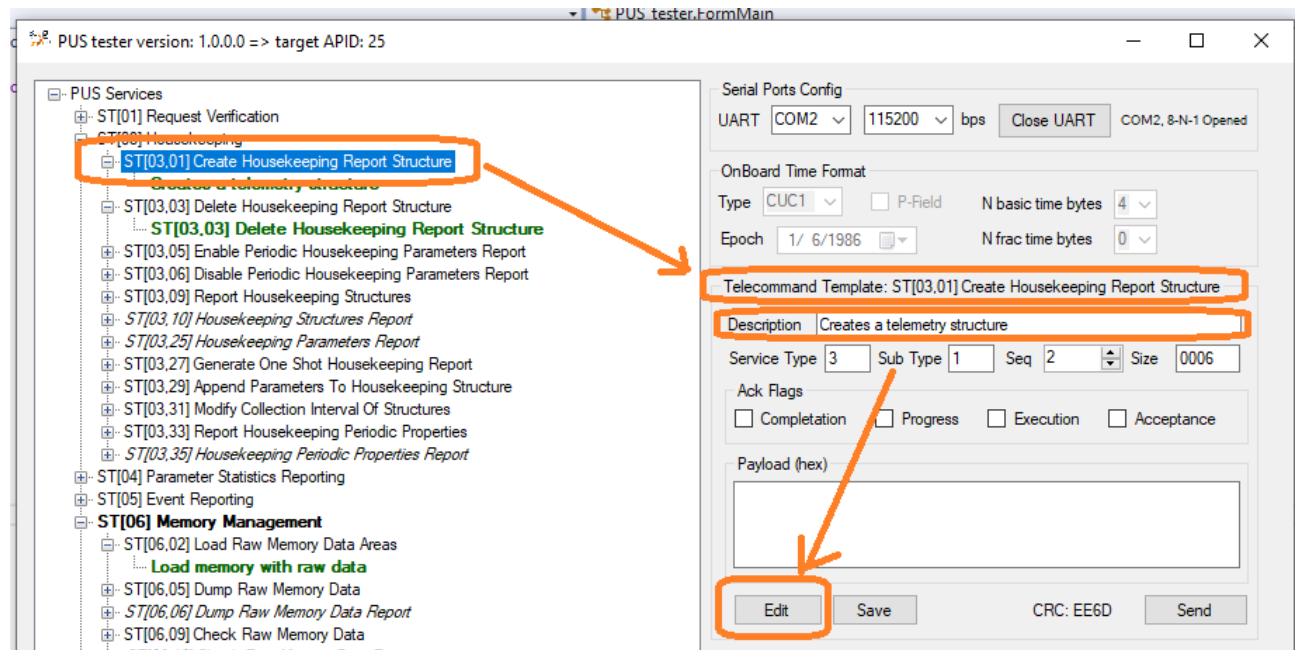 PUS_tester.FormMain
PUS tester version: 1.0.0.0 => target APID: 25
PUS Services
ST[01] Request Verification
ST[03] Housekeeping
ST[03,01] Create Housekeeping Report Structure
Creates a telemetry structure
ST[03,03] Delete Housekeeping Report Structure
ST[03,03] Delete Housekeeping Report Structure
ST[03,05] Enable Periodic Housekeeping Parameters Report
ST[03,06] Disable Periodic Housekeeping Parameters Report
ST[03,09] Report Housekeeping Structures
ST[03,10] Housekeeping Structures Report
ST[03,25] Housekeeping Parameters Report
ST[03,27] Generate One Shot Housekeeping Report
ST[03,29] Append Parameters To Housekeeping Structure
ST[03,31] Modify Collection Interval Of Structures
ST[03,33] Report Housekeeping Periodic Properties
ST[03,35] Housekeeping Periodic Properties Report
ST[04] Parameter Statistics Reporting
ST[05] Event Reporting
ST[06] Memory Management
ST[06,02] Load Raw Memory Data Areas
Load memory with raw data
ST[06,05] Dump Raw Memory Data
ST[06,06] Dump Raw Memory Data Report
ST[06,09] Check Raw Memory Data
Serial Ports Config
UART COM2 115200 bps Close UART COM2, 8-N-1 Opened
OnBoard Time Format
Type CUC1 P-Field N basic time bytes 4
Epoch 1/ 6/1986 N frac time bytes 0
Telecommand Template: ST[03,01] Create Housekeeping Report Structure
Description Creates a telemetry structure
Service Type 3 Sub Type 1 Seq 2 Size 0006
Ack Flags
Completation Progress Execution Acceptance
Payload (hex)
Edit Save CRC: EE6D Send